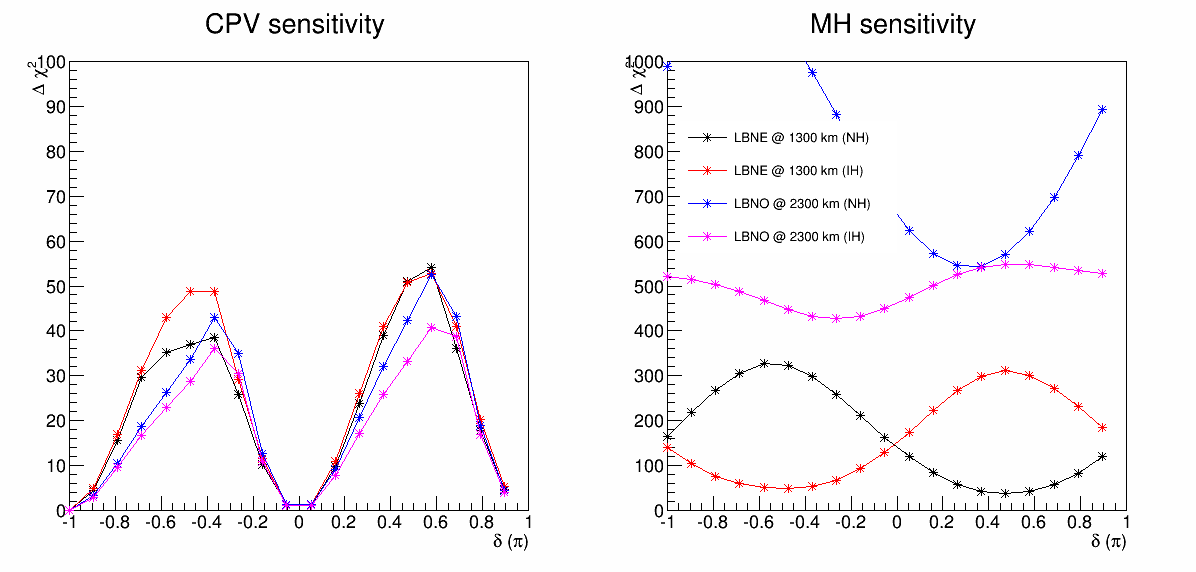 CPV sensitivity
Δ χ²
100
90
80
70
60
50
40
30
20
10
0
-1 -0.8 -0.6 -0.4 -0.2 0 0.2 0.4 0.6 0.8 1
δ (π)
MH sensitivity
Δ χ²
1000
900
800
700
600
500
400
300
200
100
0
LBNE @ 1300 km (NH)
LBNE @ 1300 km (IH)
LBNO @ 2300 km (NH)
LBNO @ 2300 km (IH)
-1 -0.8 -0.6 -0.4 -0.2 0 0.2 0.4 0.6 0.8 1
δ (π)